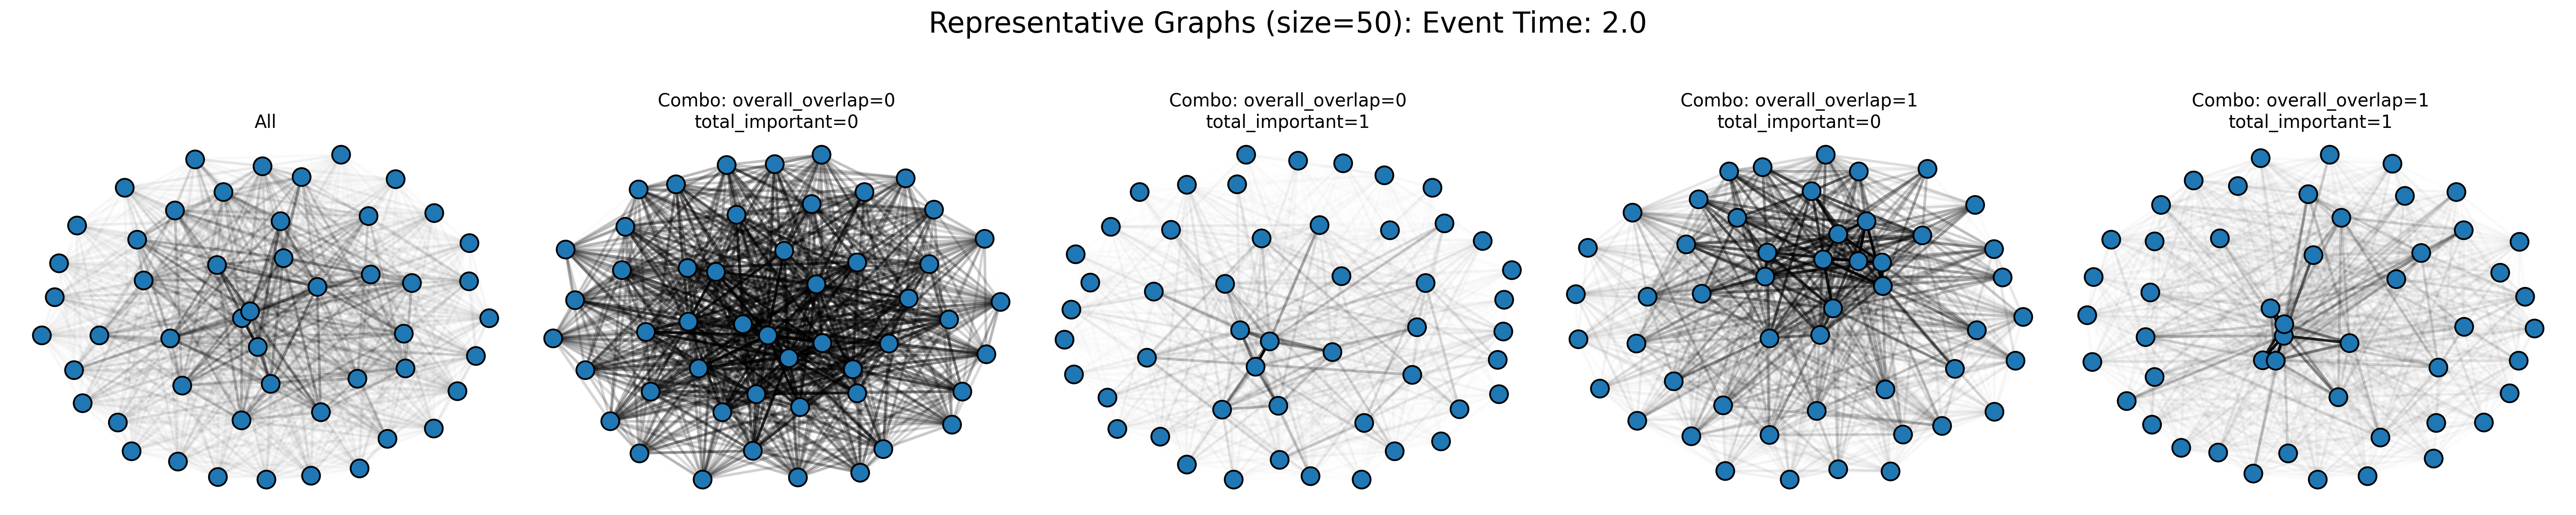 Representative Graphs (size=50): Event Time: 2.0
All
Combo: overall_overlap=0
total_important=0
Combo: overall_overlap=0
total_important=1
Combo: overall_overlap=1
total_important=0
Combo: overall_overlap=1
total_important=1